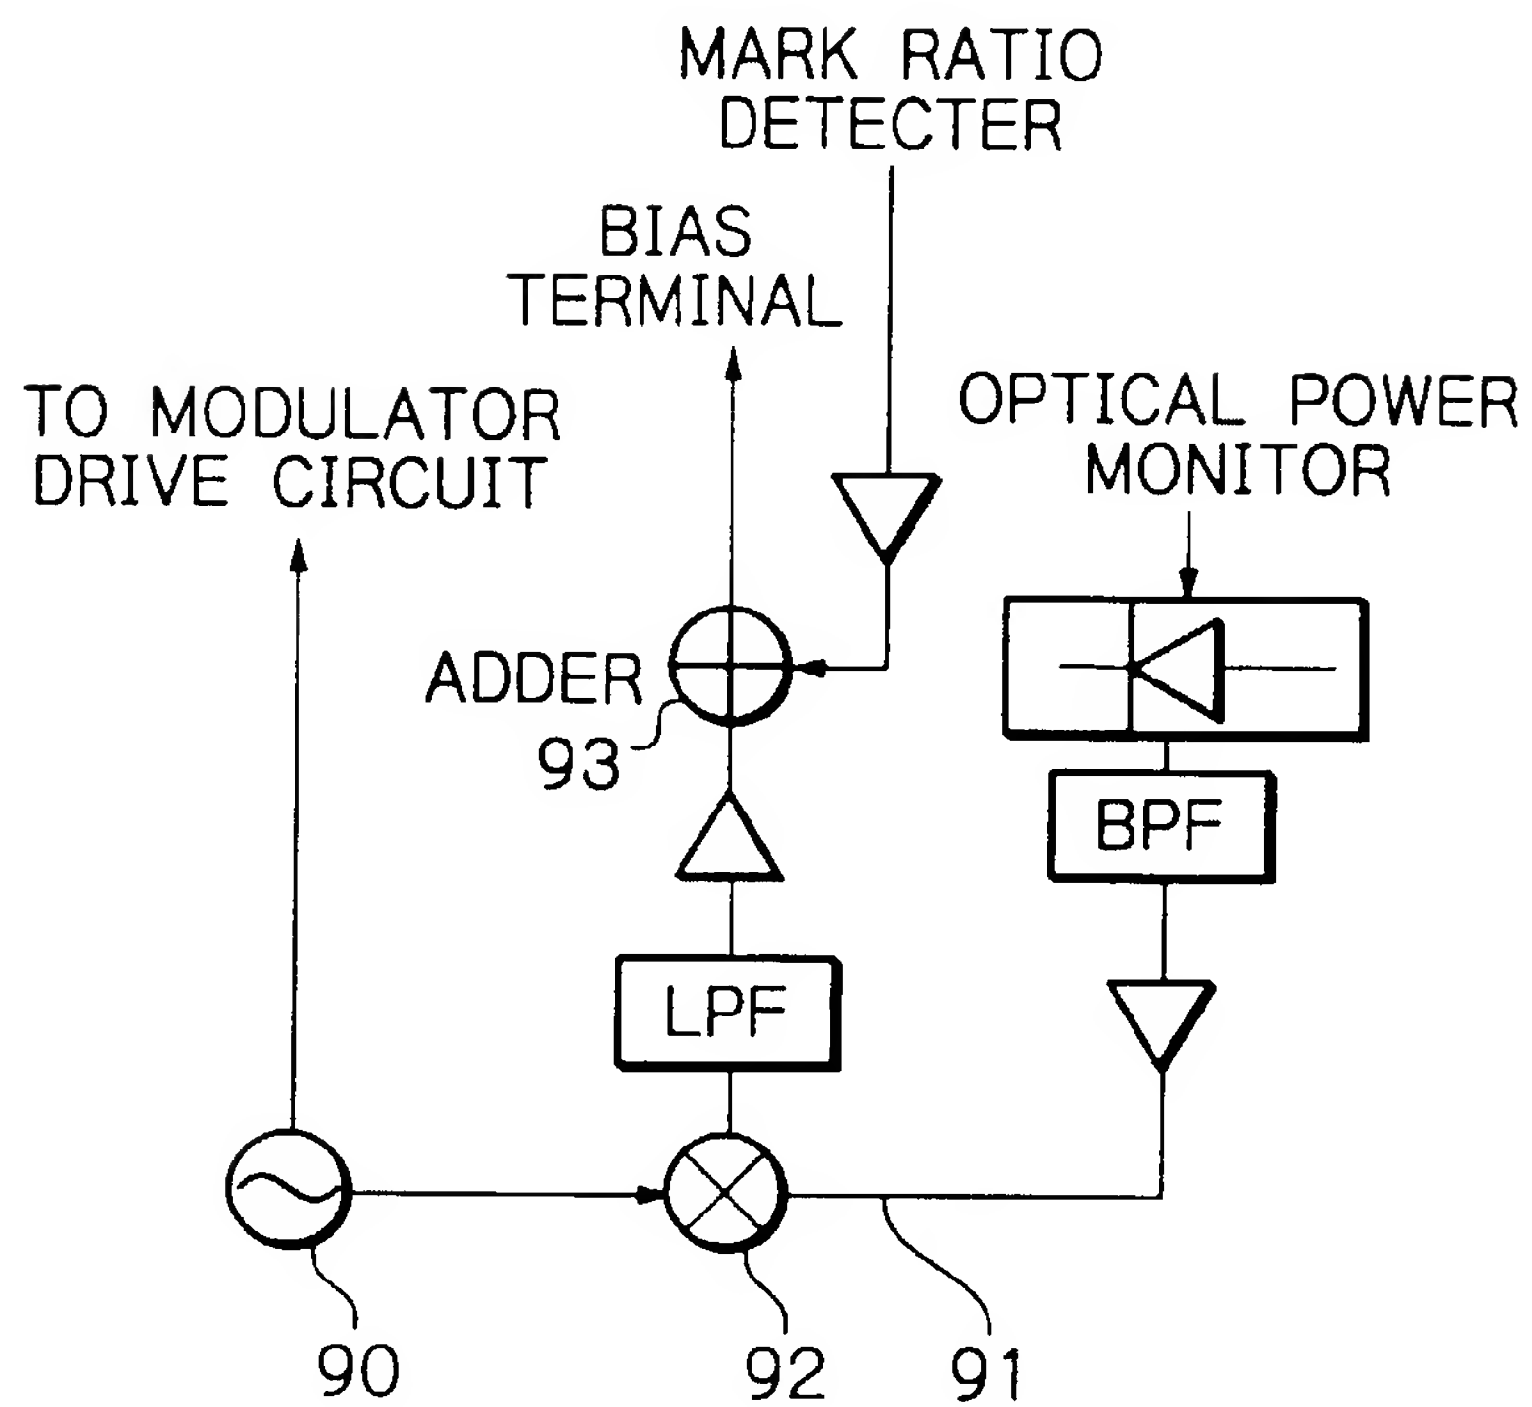 MARK RATIO
DETECTER
BIAS
TERMINAL
TO MODULATOR
DRIVE CIRCUIT
OPTICAL POWER
MONITOR
ADDER
93
BPF
LPF
90
92
91